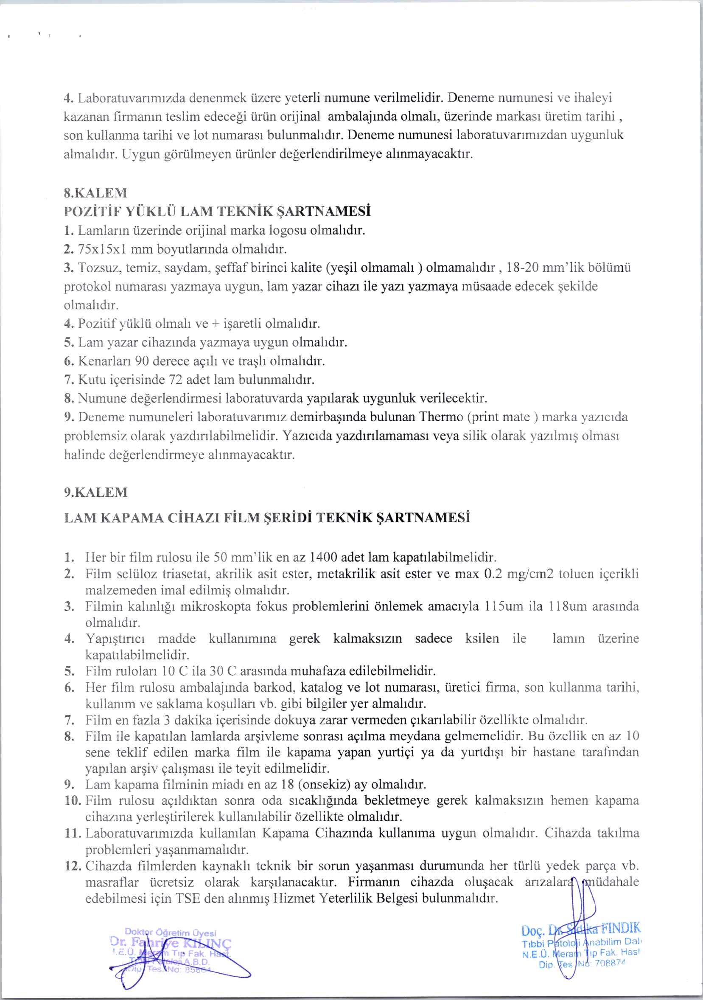 4. Laboratuvarımızda denenmek üzere yeterli numune verilmelidir. Deneme numunesi ve ihaleyi
kazanan firmanın teslim edeceği ürün orijinal ambalajında olmalı, üzerinde markası üretim tarihi ,
son kullanma tarihi ve lot numarası bulunmalıdır. Deneme numunesi laboratuvarımızdan uygunluk
almalıdır. Uygun görülmeyen ürünler değerlendirilmeye alınmayacaktır.
8.KALEM
POZİTİF YÜKLÜ LAM TEKNİK ŞARTNAMESİ
1. Lamların üzerinde orijinal marka logosu olmalıdır.
2. 75x15x1 mm boyutlarında olmalıdır.
3. Tozsuz, temiz, saydam, şeffaf birinci kalite (yeşil olmamalı ) olmamalıdır , 18-20 mm'lik bölümü
protokol numarası yazmaya uygun, lam yazar cihazı ile yazı yazmaya müsaade edecek şekilde
olmalıdır.
4. Pozitif yüklü olmalı ve + işaretli olmalıdır.
5. Lam yazar cihazında yazmaya uygun olmalıdır.
6. Kenarları 90 derece açılı ve traşlı olmalıdır.
7. Kutu içerisinde 72 adet lam bulunmalıdır.
8. Numune değerlendirmesi laboratuvarda yapılarak uygunluk verilecektir.
9. Deneme numuneleri laboratuvarımız demirbaşında bulunan Thermo (print mate ) marka yazıcıda
problemsiz olarak yazdırılabilmelidir. Yazıcıda yazdırılamaması veya silik olarak yazılmış olması
halinde değerlendirmeye alınmayacaktır.
9.KALEM
LAM KAPAMA CİHAZI FİLM ŞERİDİ TEKNİK ŞARTNAMESİ
1. Her bir film rulosu ile 50 mm'lik en az 1400 adet lam kapatılabilmelidir.
2. Film selüloz triasetat, akrilik asit ester, metakrilik asit ester ve max 0.2 mg/cm2 toluen içerikli
malzemeden imal edilmiş olmalıdır.
3. Filmin kalınlığı mikroskopta fokus problemlerini önlemek amacıyla 115um ila 118um arasında
olmalıdır.
4. Yapıştırıcı madde kullanımına gerek kalmaksızın sadece ksilen ile lamın üzerine
kapatılabilmelidir.
5. Film ruloları 10 C ila 30 C arasında muhafaza edilebilmelidir.
6. Her film rulosu ambalajında barkod, katalog ve lot numarası, üretici firma, son kullanma tarihi,
kullanım ve saklama koşulları vb. gibi bilgiler yer almalıdır.
7. Film en fazla 3 dakika içerisinde dokuya zarar vermeden çıkarılabilir özellikte olmalıdır.
8. Film ile kapatılan lamlarda arşivleme sonrası açılma meydana gelmemelidir. Bu özellik en az 10
sene teklif edilen marka film ile kapama yapan yurtiçi ya da yurtdışı bir hastane tarafından
yapılan arşiv çalışması ile teyit edilmelidir.
9. Lam kapama filminin miadı en az 18 (onsekiz) ay olmalıdır.
10. Film rulosu açıldıktan sonra oda sıcaklığında bekletmeye gerek kalmaksızın hemen kapama
cihazına yerleştirilerek kullanılabilir özellikte olmalıdır.
11. Laboratuvarımızda kullanılan Kapama Cihazında kullanıma uygun olmalıdır. Cihazda takılma
problemleri yaşanmamalıdır.
12. Cihazda filmlerden kaynaklı teknik bir sorun yaşanması durumunda her türlü yedek parça vb.
masraflar ücretsiz olarak karşılanacaktır. Firmanın cihazda oluşacak arızalara müdahale
edebilmesi için TSE den alınmış Hizmet Yeterlilik Belgesi bulunmalıdır.
Doktor Öğretim Üyesi
Dr. Fahriye KILINÇ
.E.Ü. Meram Tıp Fak. Hast.
Patoloji A.B.D.
Dip. Tes. No:
Doç. Dr. Sıdıka FINDIK
Tıbbi Patoloji Anabilim Dalı
N.E.Ü. Meram Tıp Fak. Hast
Dip. Tes. No: 708874